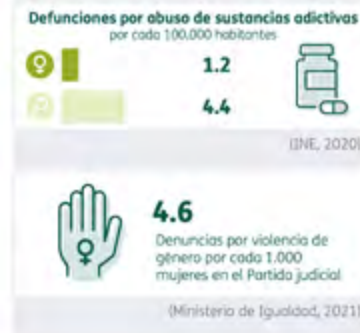 Defunciones por abuso de sustancias adictivas
por cada 100.000 habitantes
1.2
4.4
(INE, 2020)
4.6
Denuncias por violencia de
género por cada 1.000
mujeres en el Partido judicial
(Ministerio de Igualdad, 2021)